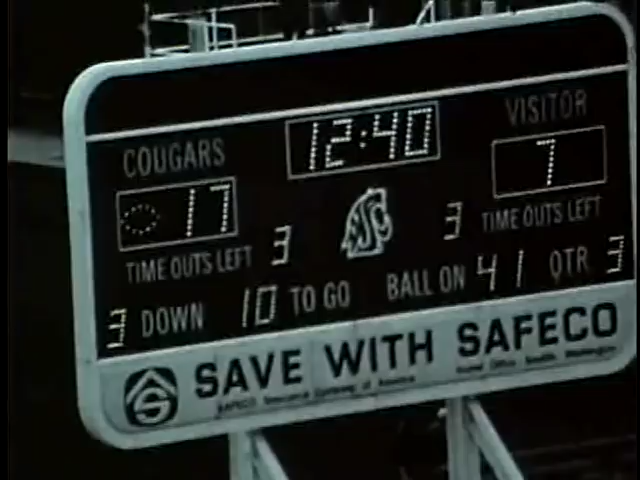 COUGARS 12:40 VISITOR
17 7
TIME OUTS LEFT 3 3 TIME OUTS LEFT
3 DOWN 10 TO GO BALL ON 41 QTR 3
SAVE WITH SAFECO
SAFECO Insurance Company of America Home Office Seattle, Washington